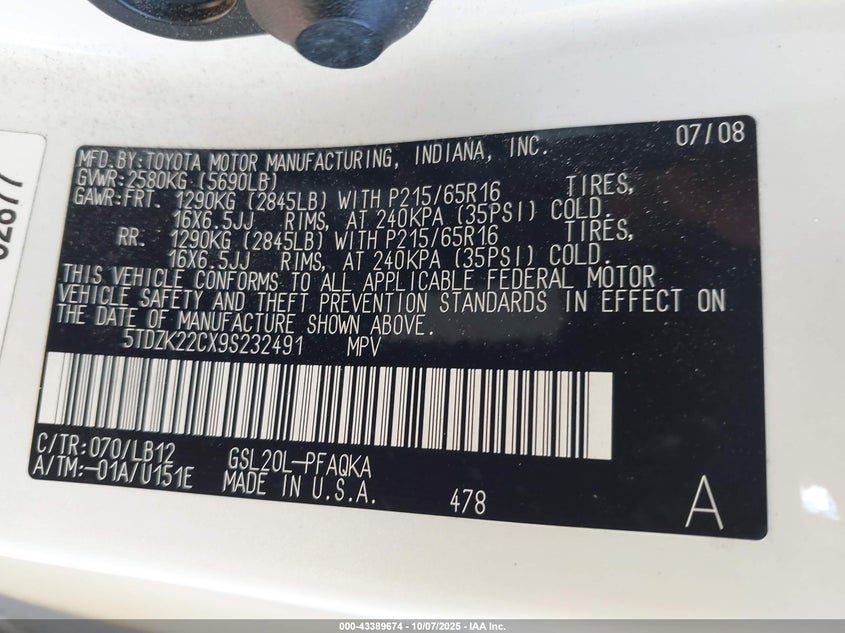 07/08
MFD.BY:TOYOTA MOTOR MANUFACTURING, INDIANA, INC.
GVWR:2580KG (5690LB)
GAWR:FRT. 1290KG (2845LB) WITH P215/65R16 TIRES,
16X6.5JJ RIMS, AT 240KPA (35PSI) COLD.
RR. 1290KG (2845LB) WITH P215/65R16 TIRES,
16X6.5JJ RIMS, AT 240KPA (35PSI) COLD.
THIS VEHICLE CONFORMS TO ALL APPLICABLE FEDERAL MOTOR
VEHICLE SAFETY AND THEFT PREVENTION STANDARDS IN EFFECT ON
THE DATE OF MANUFACTURE SHOWN ABOVE.
5TDZK22CX9S232491 MPV
C/TR:070/LB12 GSL20L-PFAQKA
A/TM:-01A/U151E MADE IN U.S.A. 478 A
000-43389674 - 10/07/2025 - IAA Inc.